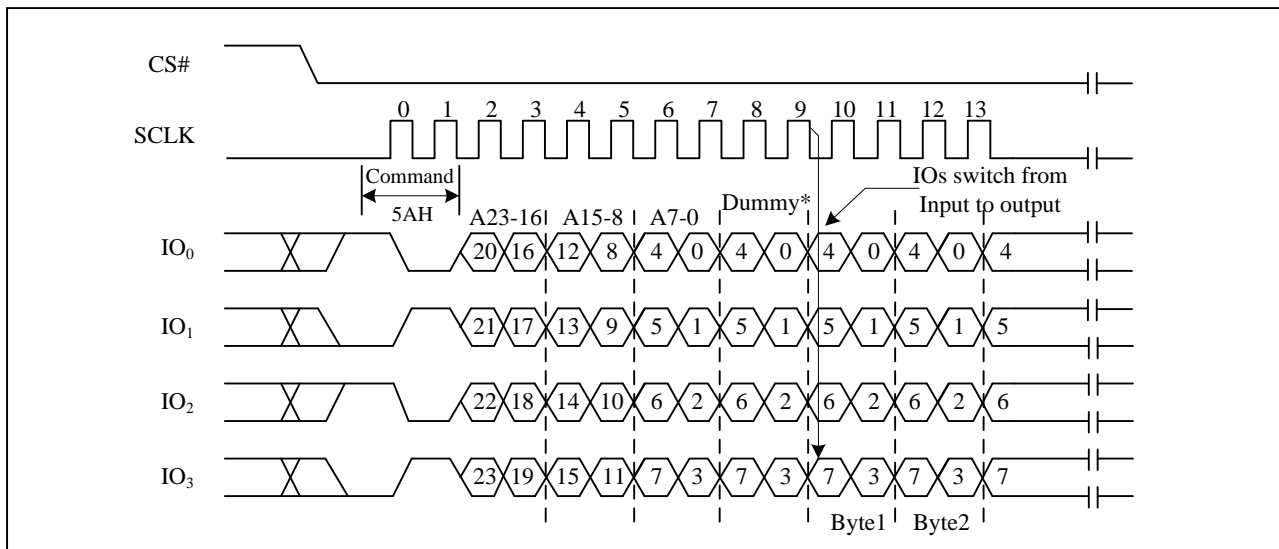 CS#
0 1 2 3 4 5 6 7 8 9 10 11 12 13
SCLK
Command
IOs switch from
Input to output
Dummy*
5AH
A23-16 A15-8 A7-0
IO₀ 20 16 12 8 4 0 4 0 4 0 4 0 4
IO₁ 21 17 13 9 5 1 5 1 5 1 5 1 5
IO₂ 22 18 14 10 6 2 6 2 6 2 6 2 6
IO₃ 23 19 15 11 7 3 7 3 7 3 7 3 7
Byte1 Byte2